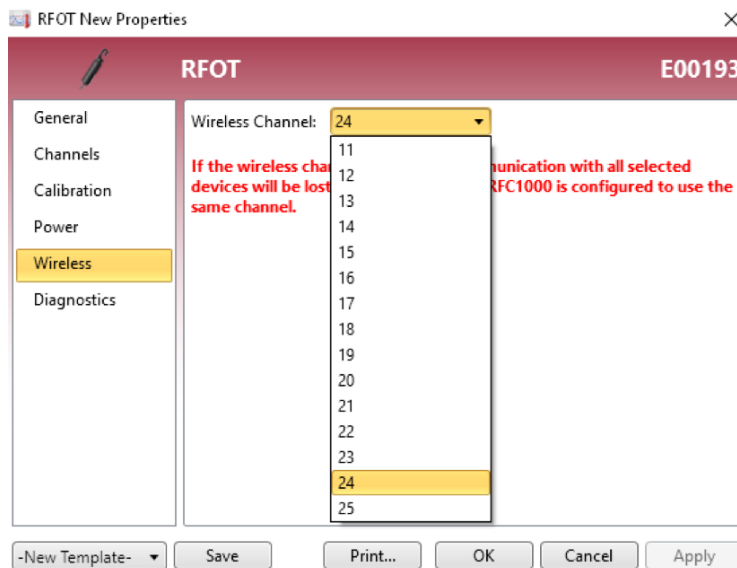 RFOT New Properties
RFOT
E00193
General
Channels
Calibration
Power
Wireless
Diagnostics
Wireless Channel:
24
If the wireless cha unication with all selected
devices will be lost RFC1000 is configured to use the
same channel.
11
12
13
14
15
16
17
18
19
20
21
22
23
24
25
-New Template-
Save
Print...
OK
Cancel
Apply